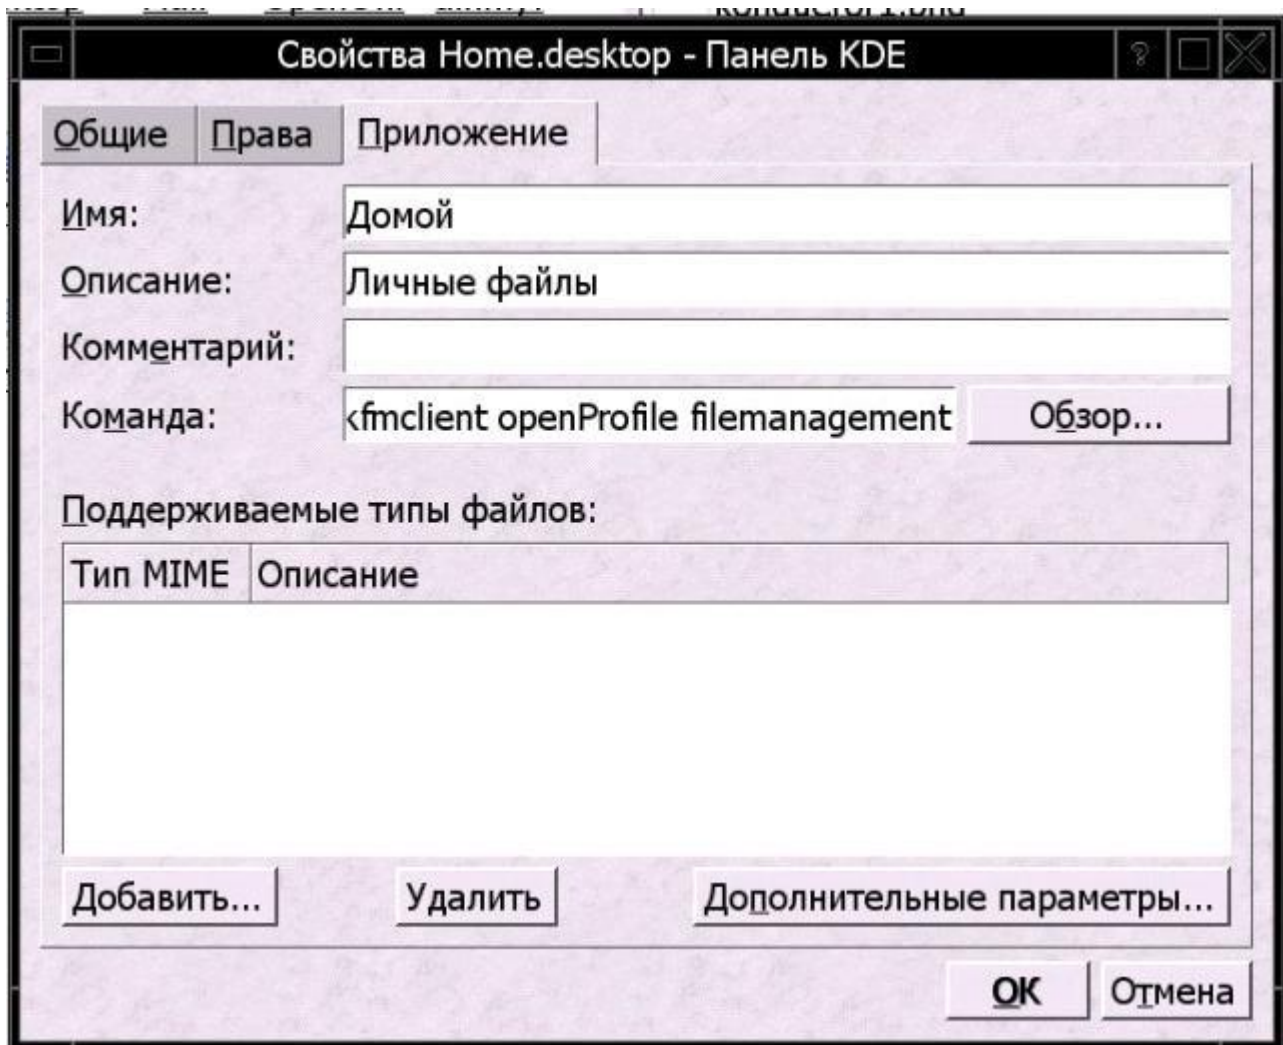 Свойства Home.desktop - Панель KDE
Общие Права Приложение
Имя: Домой
Описание: Личные файлы
Комментарий:
Команда: kfmclient openProfile filemanagement Обзор...
Поддерживаемые типы файлов:
Тип MIME Описание
Добавить... Удалить Дополнительные параметры...
OK Отмена